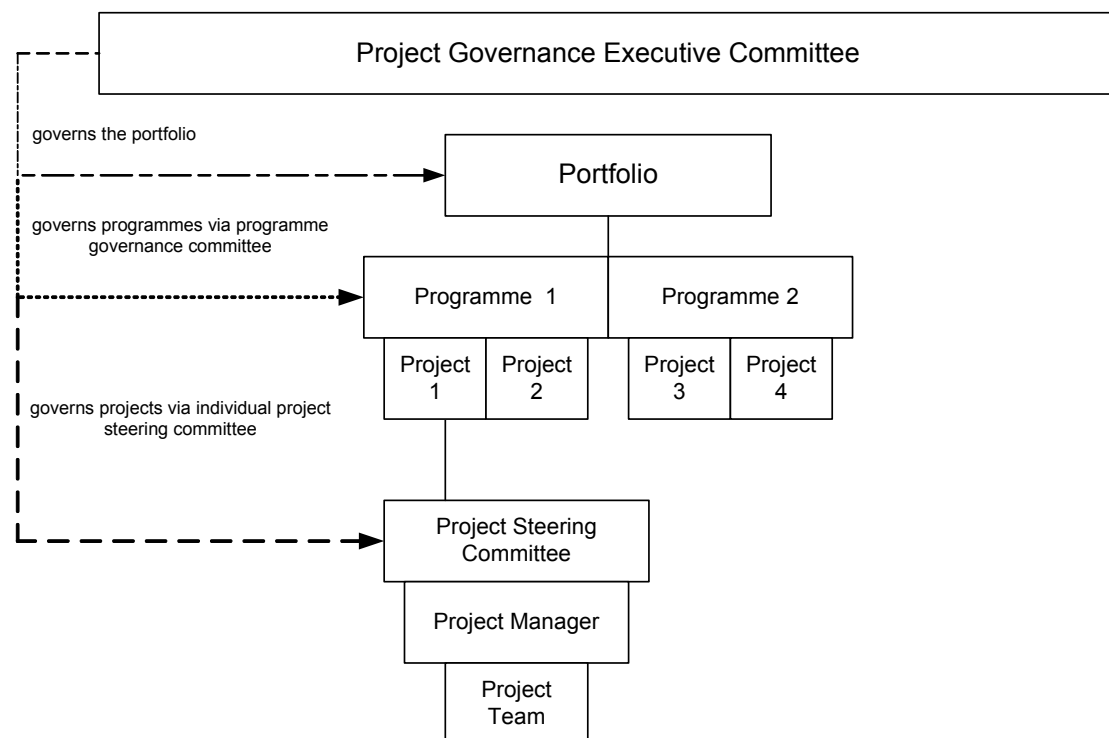 Project Governance Executive Committee
governs the portfolio
Portfolio
governs programmes via programme
governance committee
Programme 1
Programme 2
Project
1
Project
2
Project
3
Project
4
governs projects via individual project
steering committee
Project Steering
Committee
Project Manager
Project
Team